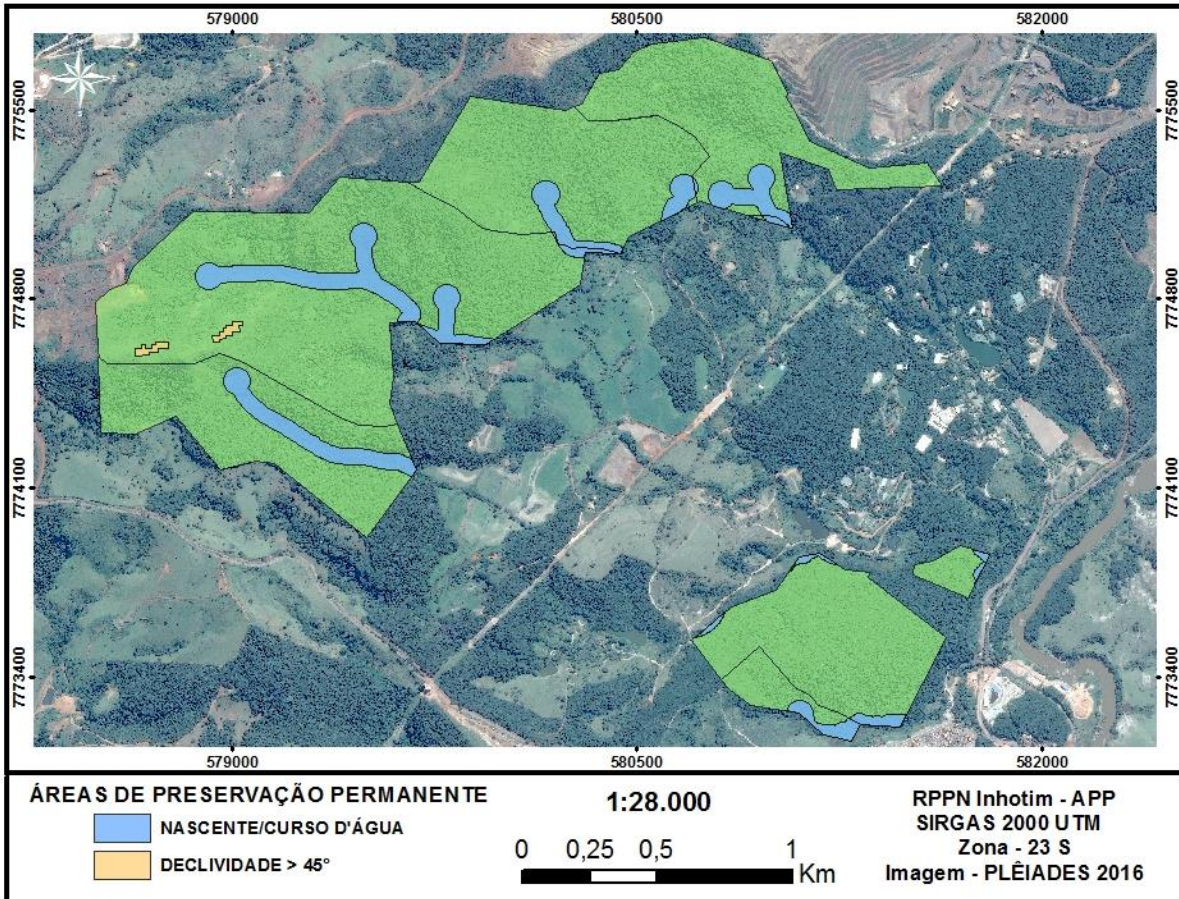 579000 580500 582000
7775500 7775500
7774800 7774800
7774100 7774100
7773400 7773400
579000 580500 582000
ÁREAS DE PRESERVAÇÃO PERMANENTE
NASCENTE/CURSO D'ÁGUA
DECLIVIDADE > 45°
1:28.000
0 0,25 0,5 1
Km
RPPN Inhotim - APP
SIRGAS 2000 UTM
Zona - 23 S
Imagem - PLÊIADES 2016